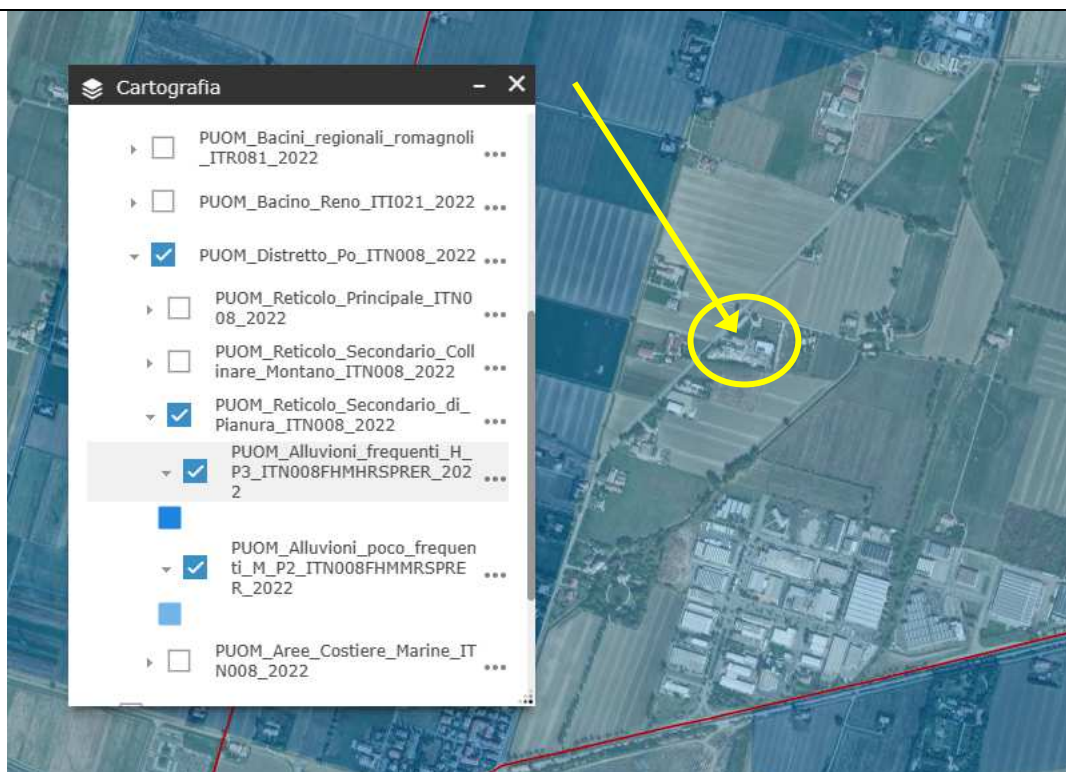 Cartografia
PUOM_Bacini_regionali_romagnoli
_ITR081_2022
PUOM_Bacino_Reno_ITI021_2022
PUOM_Distretto_Po_ITN008_2022
PUOM_Reticolo_Principale_ITN0
08_2022
PUOM_Reticolo_Secondario_Coll
inare_Montano_ITN008_2022
PUOM_Reticolo_Secondario_di_
Pianura_ITN008_2022
PUOM_Alluvioni_frequenti_H_
P3_ITN008FHMHRSPRER_202
2
PUOM_Alluvioni_poco_frequen
ti_M_P2_ITN008FHMMRSPRE
R_2022
PUOM_Aree_Costiere_Marine_IT
N008_2022